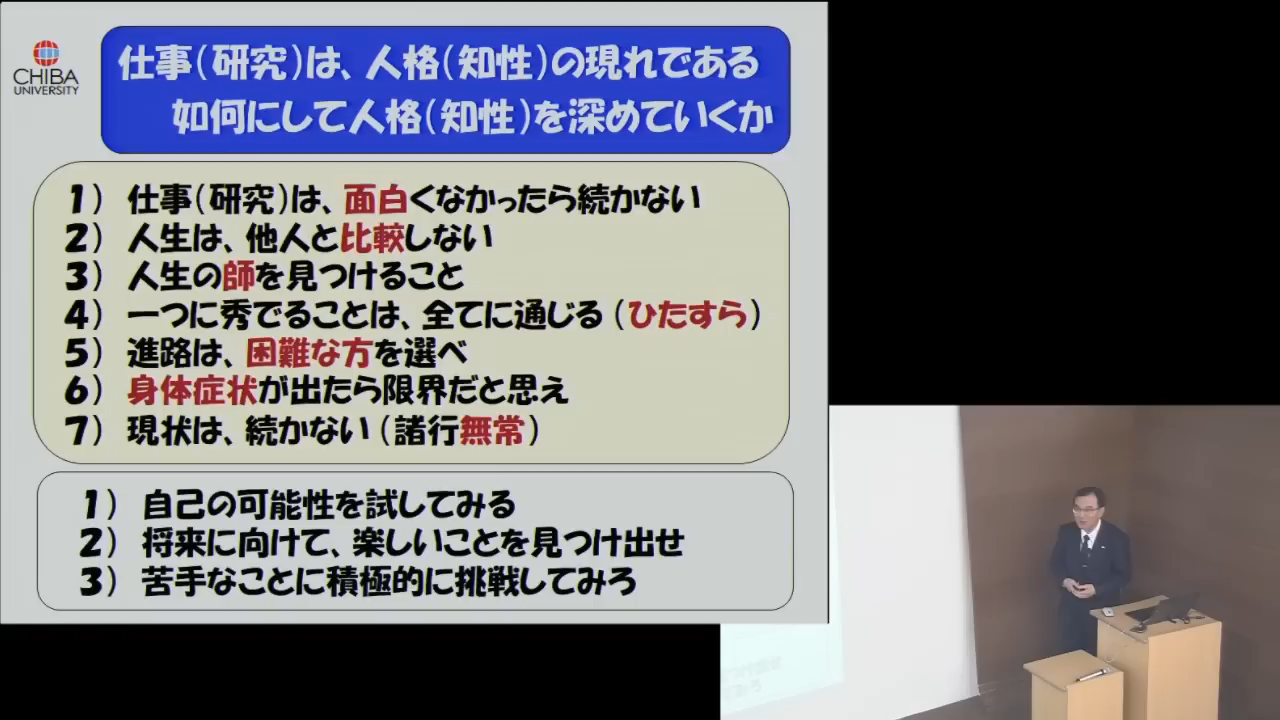 CHIBA
UNIVERSITY
仕事(研究)は、人格(知性)の現れである
如何にして人格(知性)を深めていくか
1) 仕事(研究)は、面白くなかったら続かない
2) 人生は、他人と比較しない
3) 人生の師を見つけること
4) 一つに秀でることは、全てに通じる(ひたすら)
5) 進路は、困難な方を選べ
6) 身体症状が出たら限界だと思え
7) 現状は、続かない(諸行無常)
1) 自己の可能性を試してみる
2) 将来に向けて、楽しいことを見つけ出せ
3) 苦手なことに積極的に挑戦してみろ